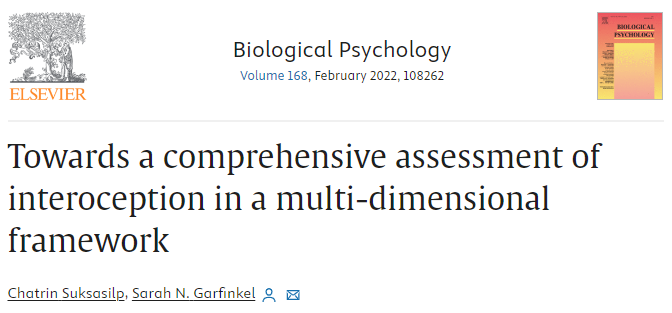 ELSEVIER
Biological Psychology
Volume 168, February 2022, 108262
BIOLOGICAL
PSYCHOLOGY
Towards a comprehensive assessment of
interoception in a multi-dimensional
framework
Chatrin Suksasilp, Sarah N. Garfinkel